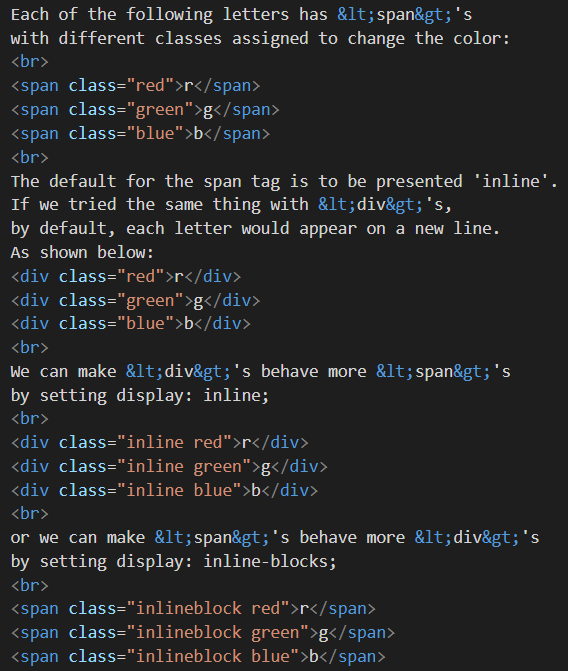 Each of the following letters has &lt;span&gt;'s
with different classes assigned to change the color:
<br>
<span class="red">r</span>
<span class="green">g</span>
<span class="blue">b</span>
<br>
The default for the span tag is to be presented 'inline'.
If we tried the same thing with &lt;div&gt;'s,
by default, each letter would appear on a new line.
As shown below:
<div class="red">r</div>
<div class="green">g</div>
<div class="blue">b</div>
<br>
We can make &lt;div&gt;'s behave more &lt;span&gt;'s
by setting display: inline;
<br>
<div class="inline red">r</div>
<div class="inline green">g</div>
<div class="inline blue">b</div>
<br>
or we can make &lt;span&gt;'s behave more &lt;div&gt;'s
by setting display: inline-blocks;
<br>
<span class="inlineblock red">r</span>
<span class="inlineblock green">g</span>
<span class="inlineblock blue">b</span>